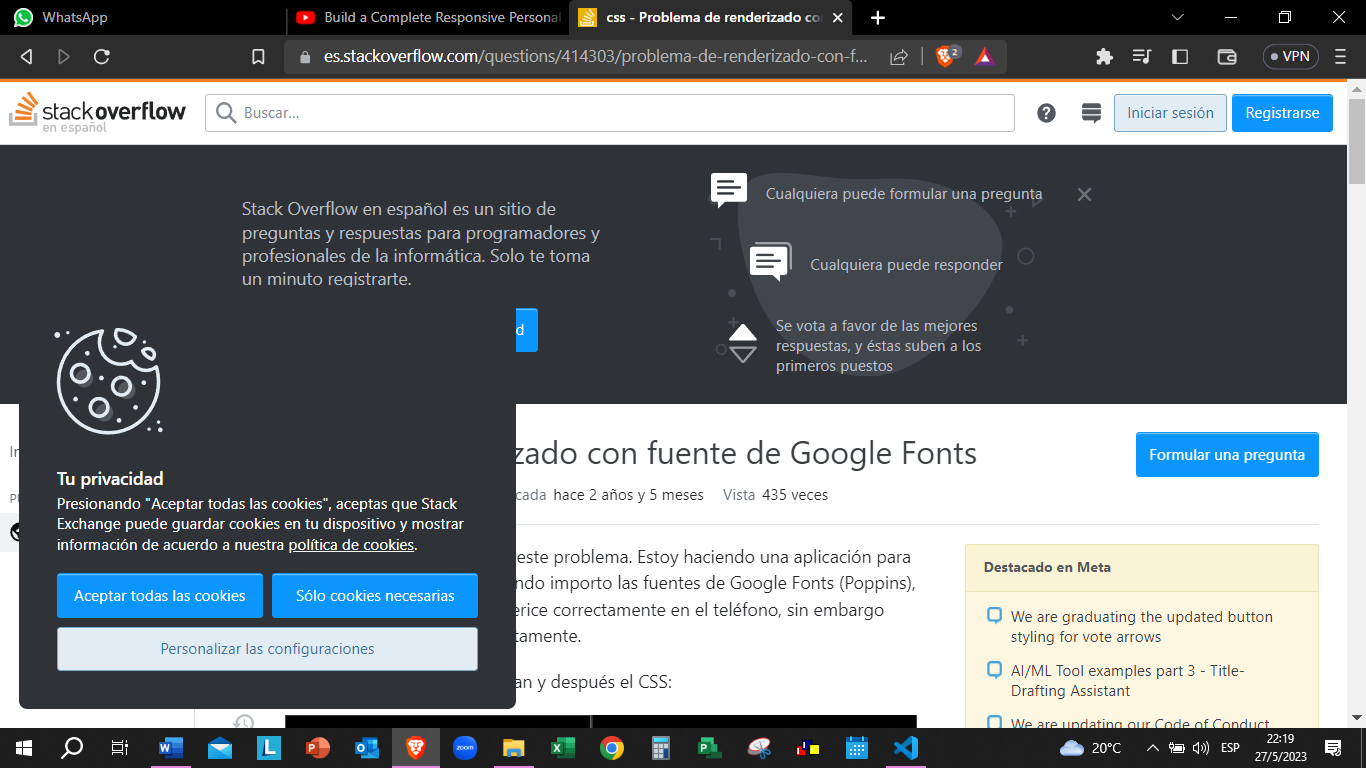 WhatsApp
Build a Complete Responsive Personal
css - Problema de renderizado co
es.stackoverflow.com/questions/414303/problema-de-renderizado-con-f...
2
VPN
stack overflow
en español
Buscar...
Iniciar sesión
Registrarse
Stack Overflow en español es un sitio de
preguntas y respuestas para programadores y
profesionales de la informática. Solo te toma
un minuto registrarte.
d
Cualquiera puede formular una pregunta
Cualquiera puede responder
Se vota a favor de las mejores
respuestas, y éstas suben a los
primeros puestos
zado con fuente de Google Fonts
Formular una pregunta
cada hace 2 años y 5 meses Vista 435 veces
Tu privacidad
Presionando "Aceptar todas las cookies", aceptas que Stack
Exchange puede guardar cookies en tu dispositivo y mostrar
información de acuerdo a nuestra política de cookies.
Aceptar todas las cookies
Sólo cookies necesarias
Personalizar las configuraciones
este problema. Estoy haciendo una aplicación para
ndo importo las fuentes de Google Fonts (Poppins),
erice correctamente en el teléfono, sin embargo
tamente.
an y después el CSS:
Destacado en Meta
We are graduating the updated button
styling for vote arrows
AI/ML Tool examples part 3 - Title-
Drafting Assistant
We are updating our Code of Conduct
zoom
20°C
ESP
22:19
27/5/2023